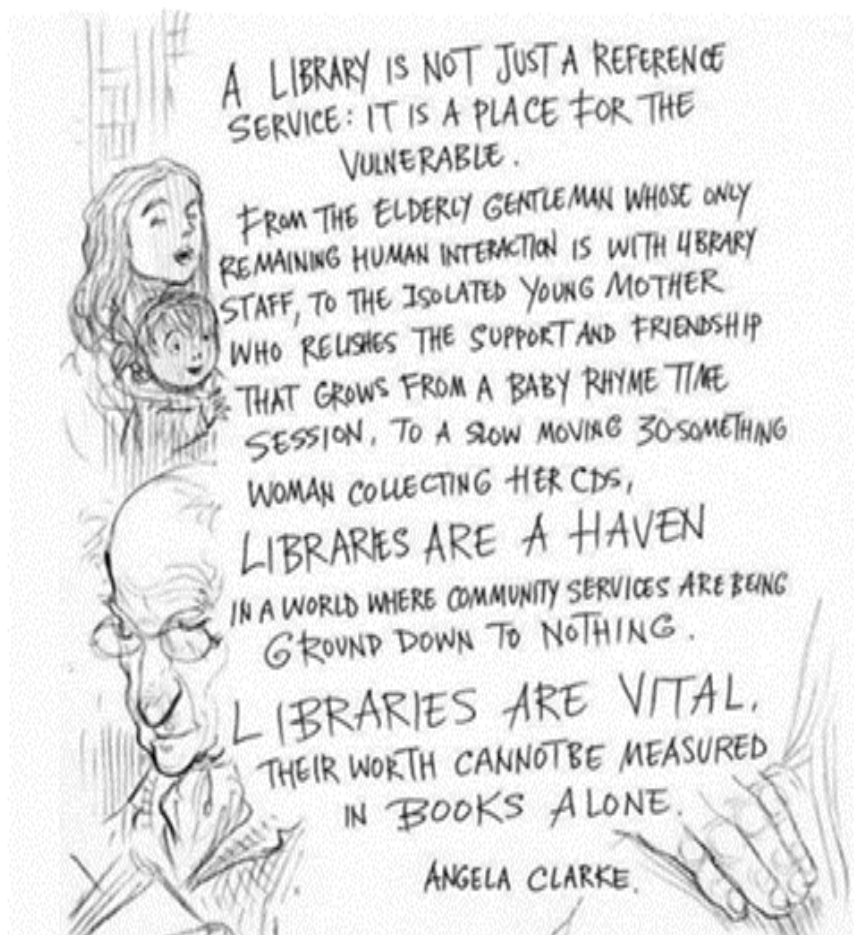 A LIBRARY IS NOT JUST A REFERENCE
SERVICE: IT IS A PLACE FOR THE
VULNERABLE.
FROM THE ELDERLY GENTLEMAN WHOSE ONLY
REMAINING HUMAN INTERACTION IS WITH LIBRARY
STAFF, TO THE ISOLATED YOUNG MOTHER
WHO RELISHES THE SUPPORT AND FRIENDSHIP
THAT GROWS FROM A BABY RHYME TIME
SESSION, TO A SLOW MOVING 30-SOMETHING
WOMAN COLLECTING HER CDS,
LIBRARIES ARE A HAVEN
IN A WORLD WHERE COMMUNITY SERVICES ARE BEING
GROUND DOWN TO NOTHING.
LIBRARIES ARE VITAL.
THEIR WORTH CANNOT BE MEASURED
IN BOOKS ALONE.
ANGELA CLARKE.